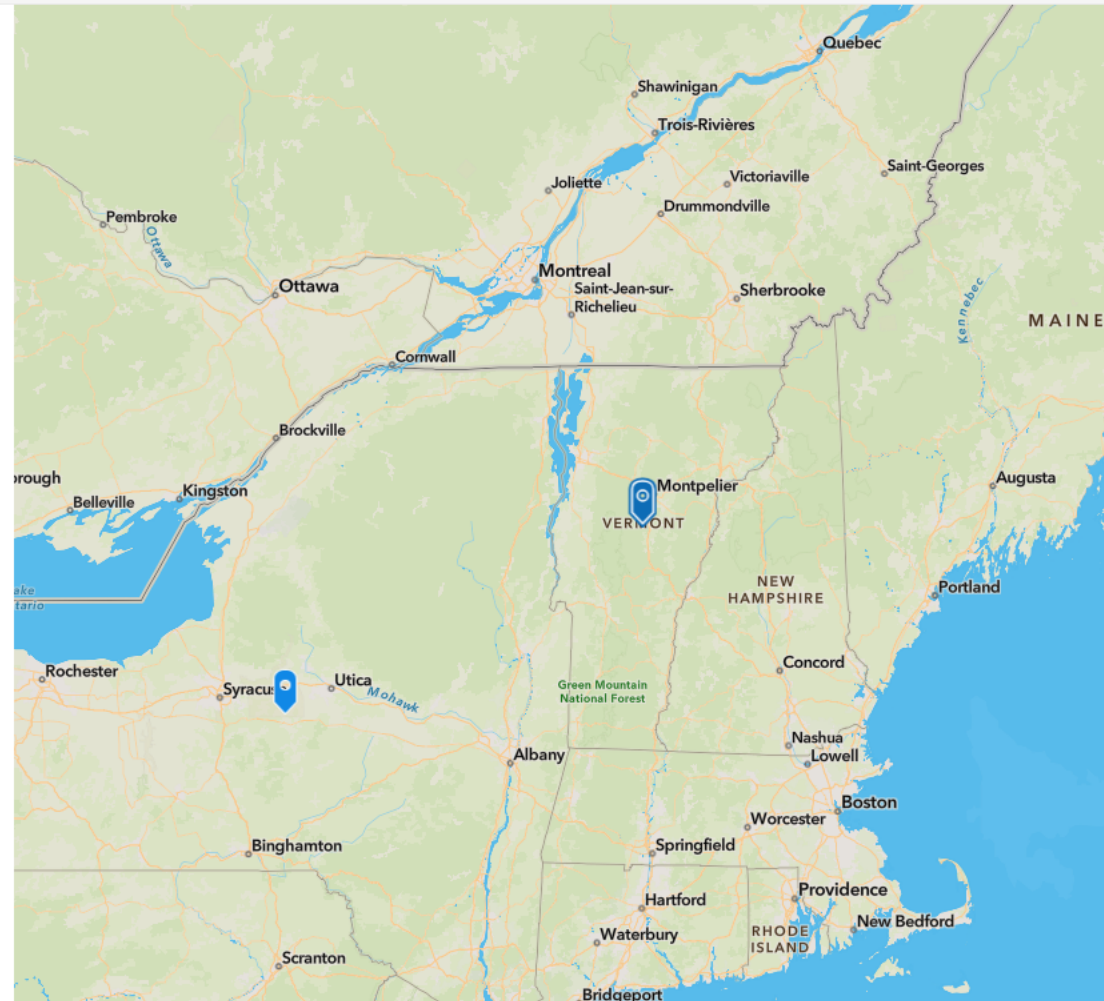 Quebec
Shawinigan
Trois-Rivières
Saint-Georges
Victoriaville
Joliette
Drummondville
Pembroke
Ottawa
Montreal
Ottawa
Saint-Jean-sur-
Richelieu
Sherbrooke
Kennebec
MAINE
Cornwall
Brockville
Augusta
Montpelier
Kingston
Belleville
VERMONT
NEW
HAMPSHIRE
Portland
Concord
Rochester
Utica
Mohawk
Green Mountain
National Forest
Nashua
Lowell
Albany
Boston
Worcester
Springfield
Binghamton
Providence
Hartford
New Bedford
RHODE
ISLAND
Waterbury
Scranton
Bridgeport